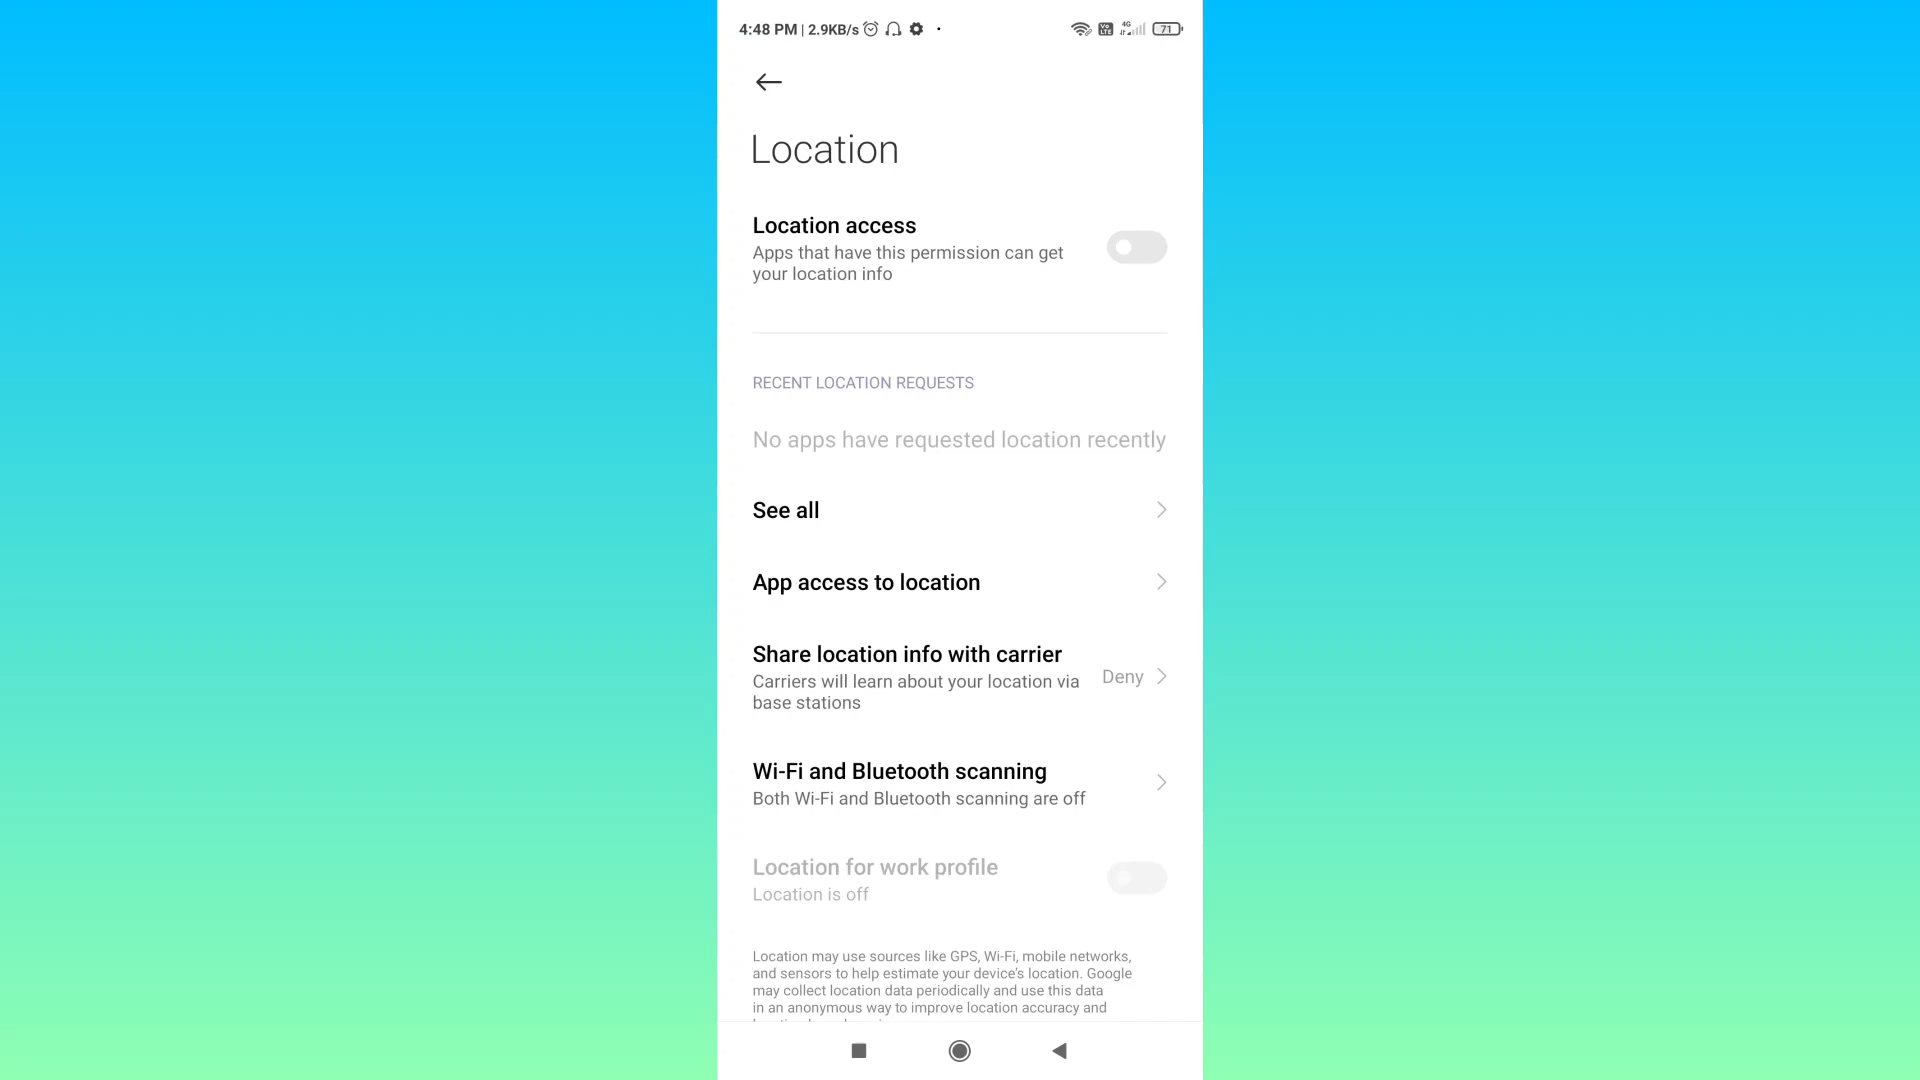 4:48 PM | 2.9KB/s
Vo LTE 4G 71
Location
Location access
Apps that have this permission can get
your location info
RECENT LOCATION REQUESTS
No apps have requested location recently
See all
App access to location
Share location info with carrier
Carriers will learn about your location via
base stations
Deny
Wi-Fi and Bluetooth scanning
Both Wi-Fi and Bluetooth scanning are off
Location for work profile
Location is off
Location may use sources like GPS, Wi-Fi, mobile networks,
and sensors to help estimate your device's location. Google
may collect location data periodically and use this data
in an anonymous way to improve location accuracy and